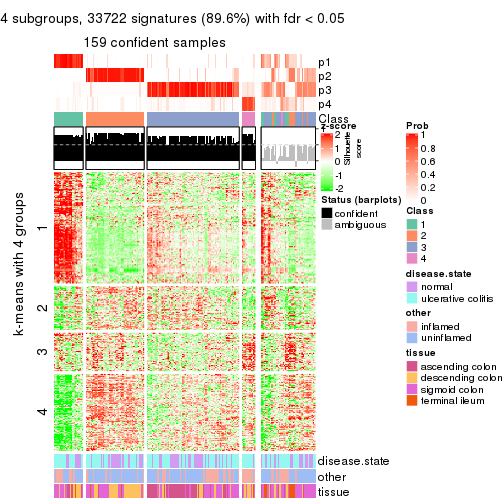 4 subgroups, 33722 signatures (89.6%) with fdr < 0.05
159 confident samples
p1
p2
p3
p4
Class
z-score
2
1
0
-1
-2
Silhouette
score
Prob
1
0.8
0.6
0.4
0.2
0
Status (barplots)
confident
ambiguous
Class
1
2
3
4
disease.state
normal
ulcerative colitis
other
inflamed
uninflamed
tissue
ascending colon
descending colon
sigmoid colon
terminal ileum
k-means with 4 groups
1
2
3
4
disease.state
other
tissue